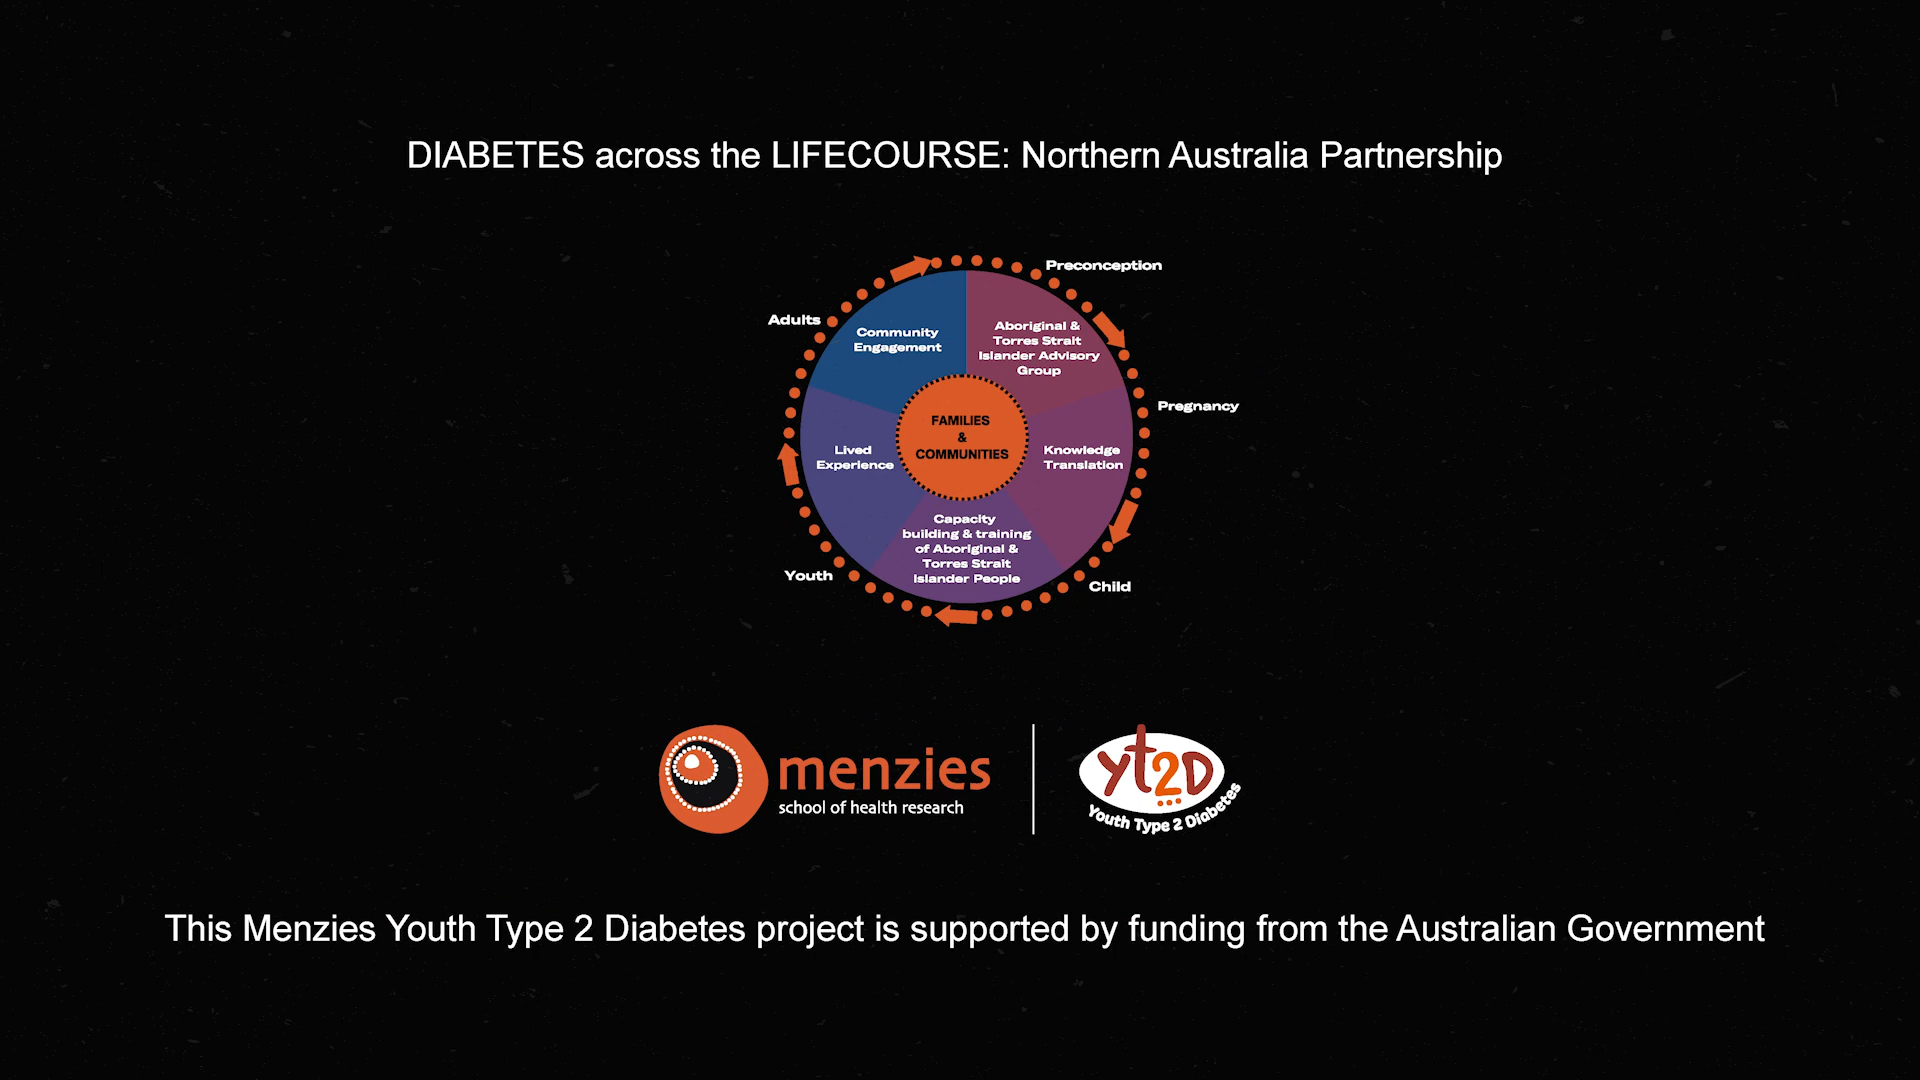 DIABETES across the LIFECOURSE: Northern Australia Partnership
Preconception
Adults
Community
Engagement
Aboriginal &
Torres Strait
Islander Advisory
Group
Pregnancy
FAMILIES
&
COMMUNITIES
Lived
Experience
Knowledge
Translation
Capacity
building & training
of Aboriginal &
Torres Strait
Islander People
Youth
Child
menzies
school of health research
yt2D
Youth Type 2 Diabetes
This Menzies Youth Type 2 Diabetes project is supported by funding from the Australian Government